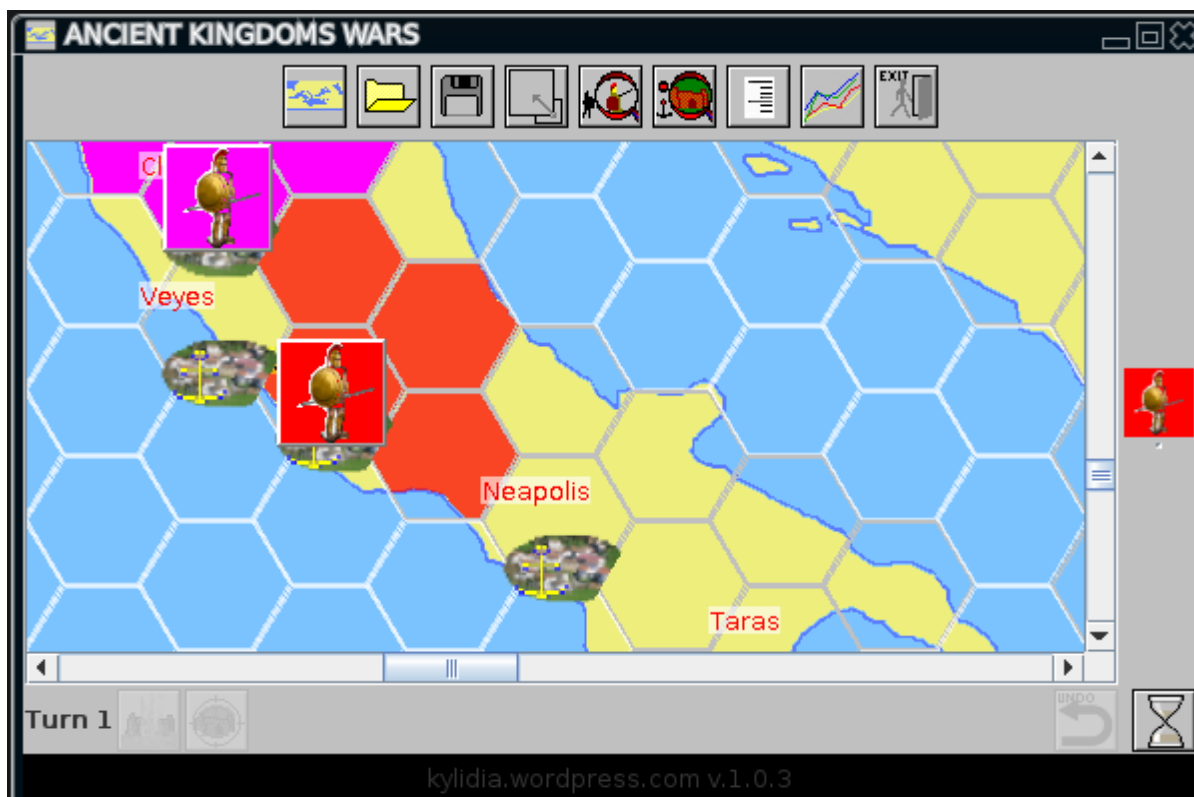 ANCIENT KINGDOMS WARS
EXIT
Veyes
Neapolis
Taras
Turn 1
UNDO
kylidia.wordpress.com v.1.0.3